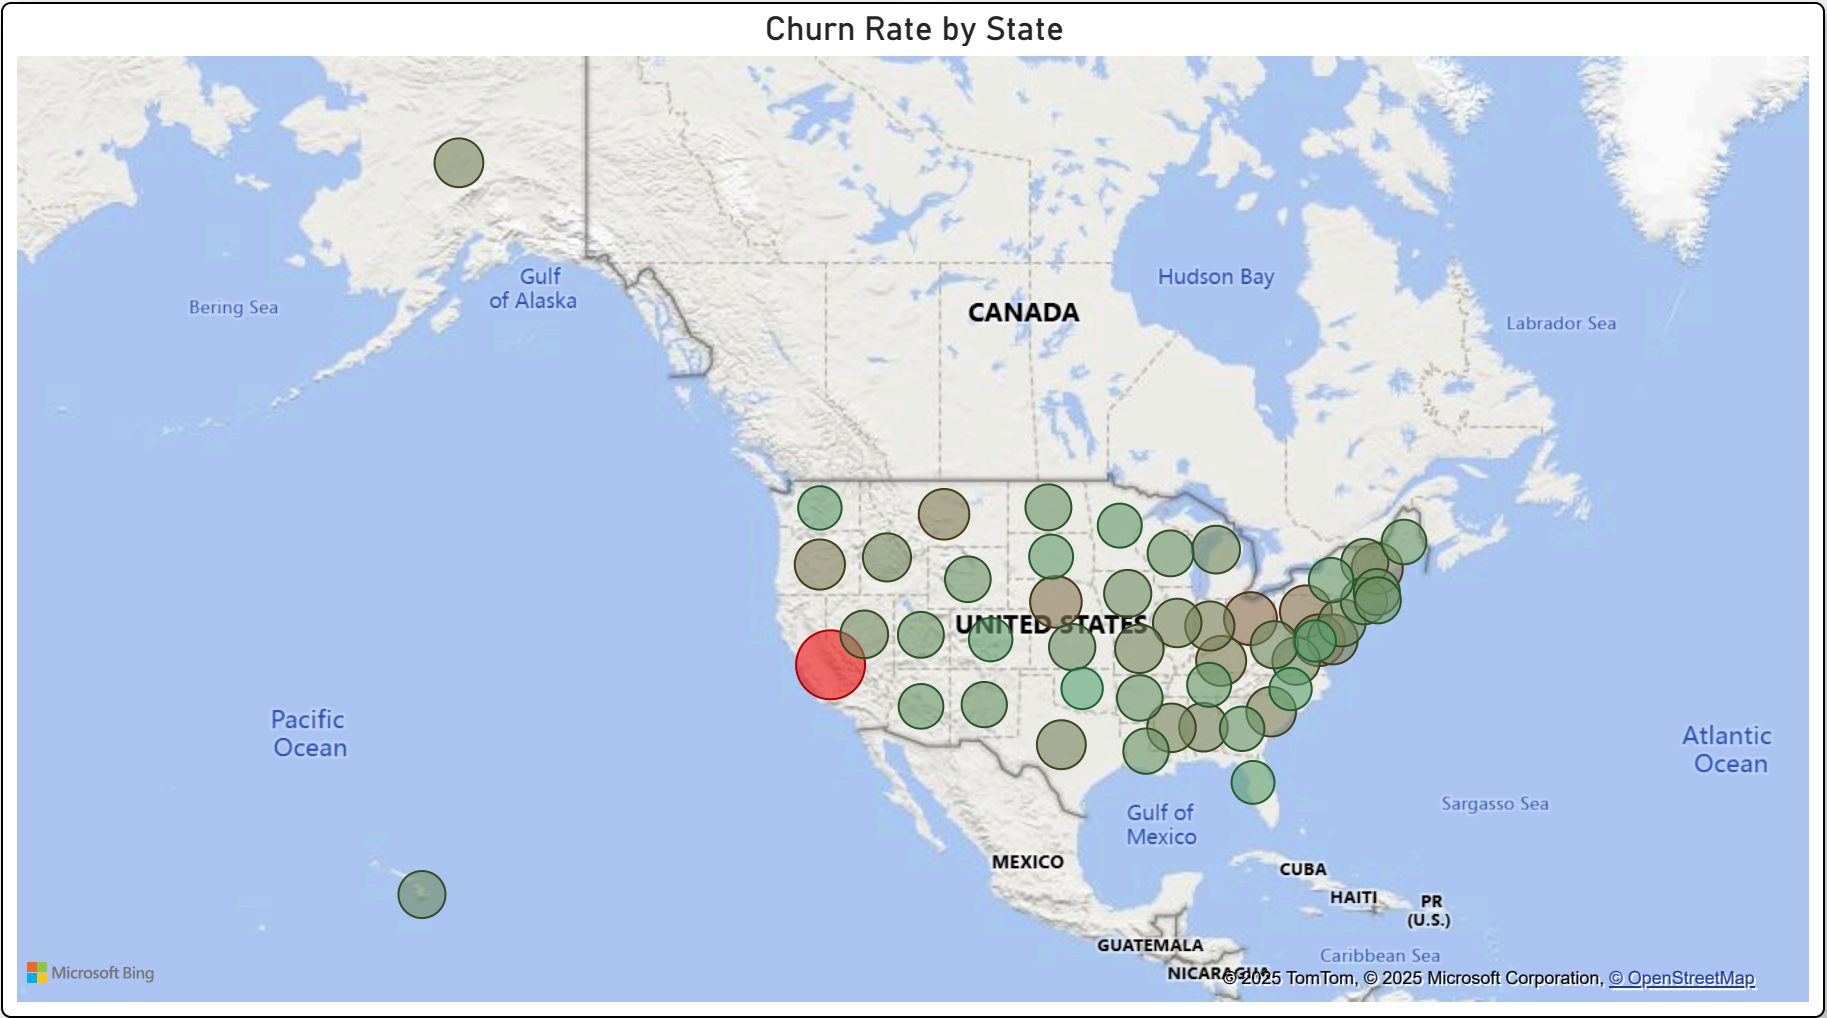 Churn Rate by State
Gulf
of Alaska
Hudson Bay
Bering Sea
CANADA
Labrador Sea
UNITED STATES
Pacific
Ocean
Atlantic
Ocean
Sargasso Sea
Gulf of
Mexico
MEXICO
CUBA
HAITI
PR
(U.S.)
GUATEMALA
Caribbean Sea
NICARAGUA
Microsoft Bing
© 2025 TomTom, © 2025 Microsoft Corporation, © OpenStreetMap